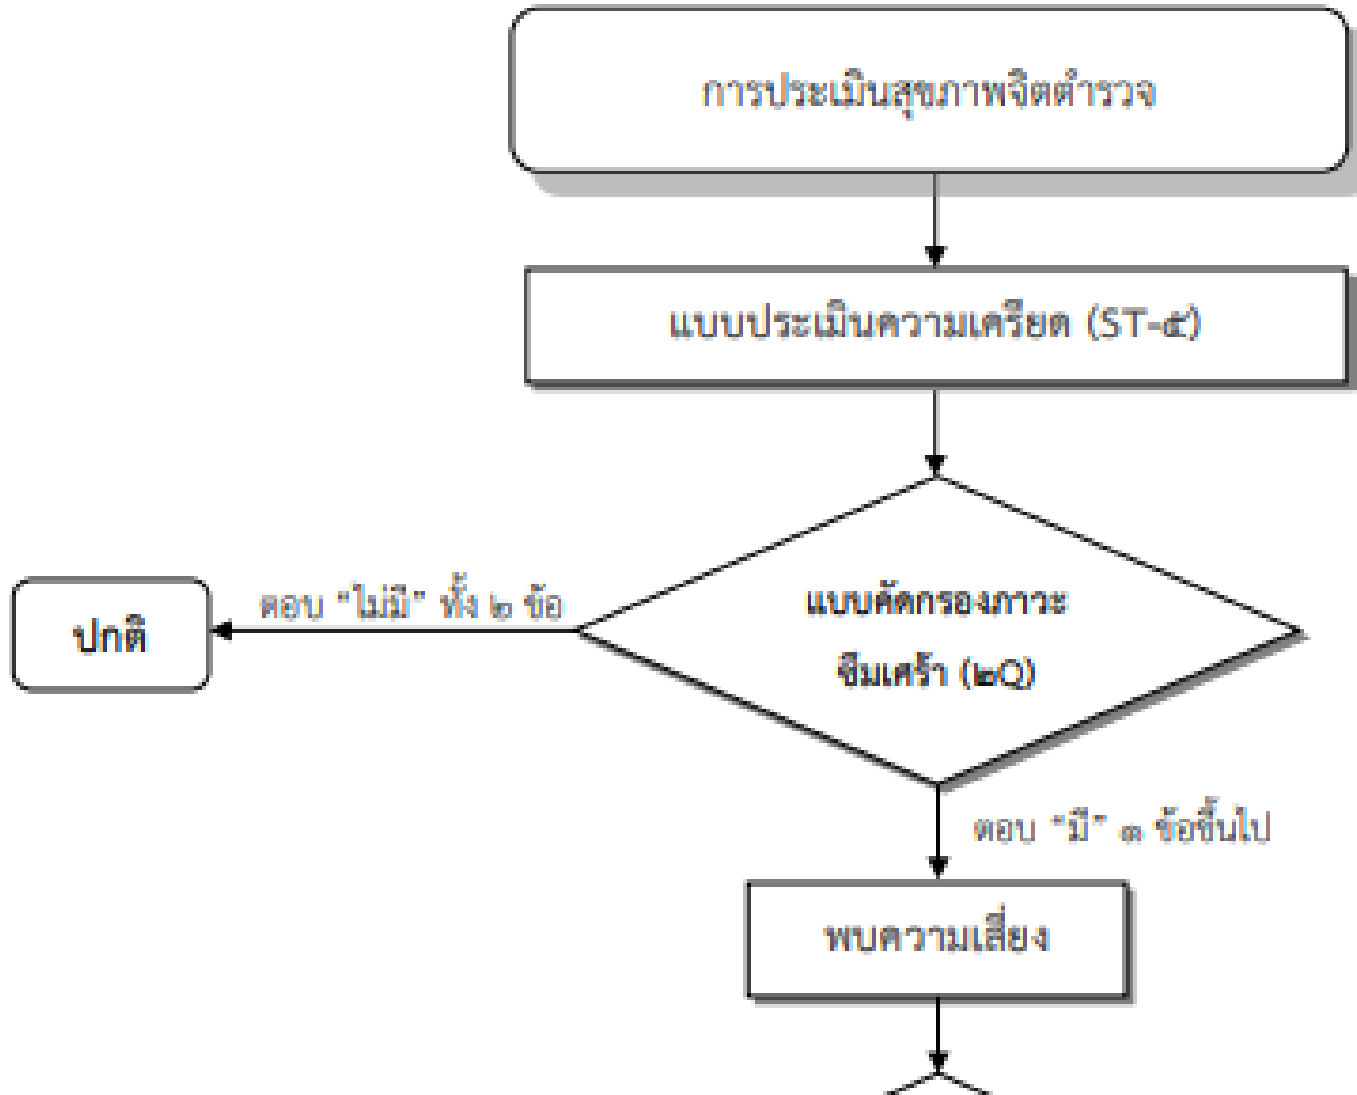 การประเมินสุขภาพจิตตำรวจ
แบบประเมินความเครียด (ST-๕)
แบบคัดกรองภาวะ
ซึมเศร้า (๒Q)
ตอบ "ไม่มี" ทั้ง ๒ ข้อ
ปกติ
ตอบ "มี" ๑ ข้อขึ้นไป
พบความเสี่ยง